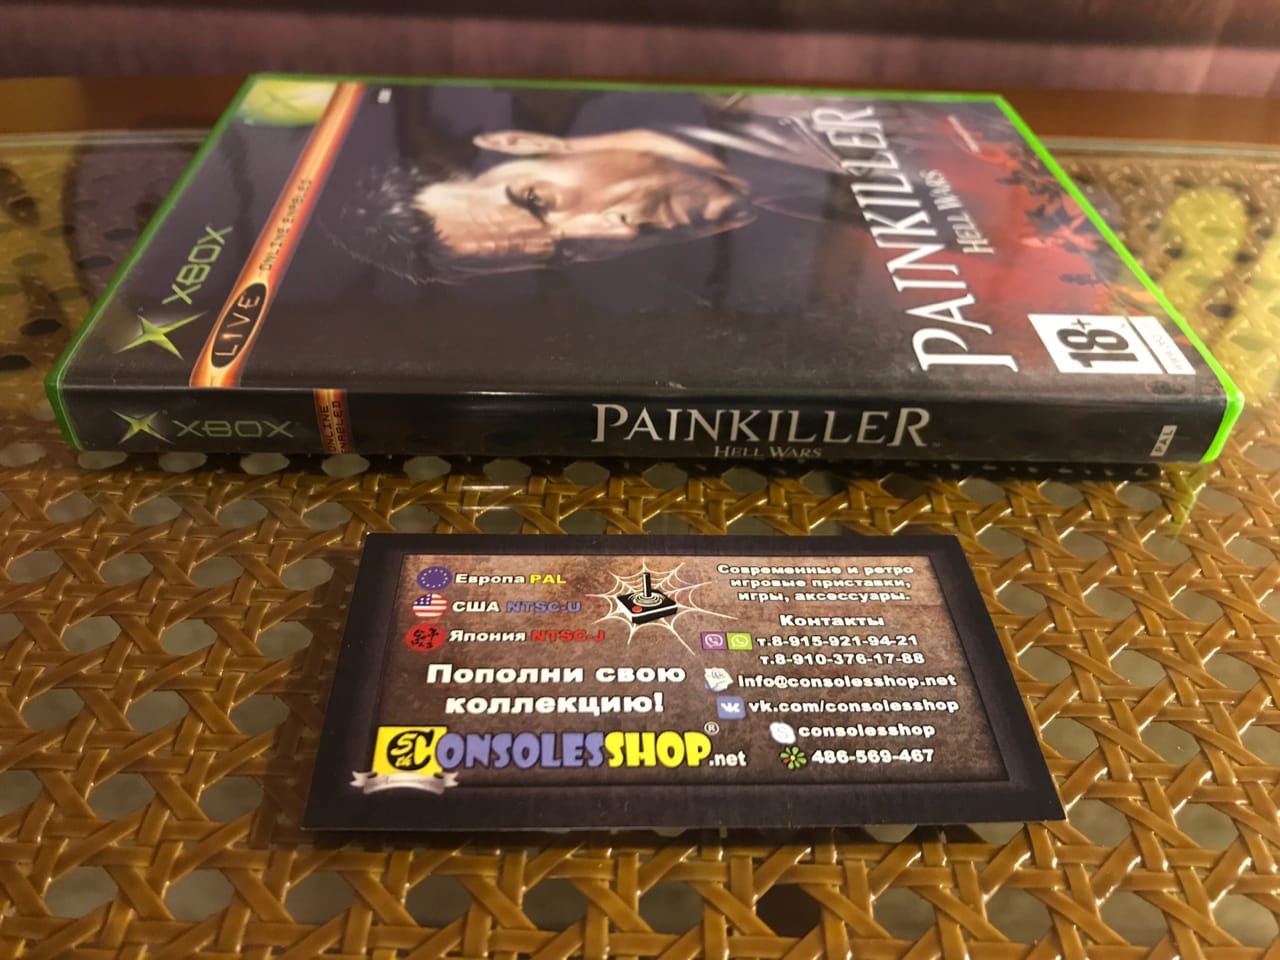 XBOX
LIVE
ONLINE ENABLED
PAINKILLER
HELL WARS
18+
XBOX
ONLINE
ENABLED
PAINKILLER
HELL WARS
PAL
Европа PAL
США NTSC-U
Япония NTSC-J
Пополни свою
коллекцию!
CONSOLESSHOP®.net
Современные и ретро
игровые приставки,
игры, аксессуары.
Контакты
т.8-915-921-94-21
т.8-910-376-17-88
info@consolesshop.net
vk.com/consolesshop
consolesshop
486-569-467